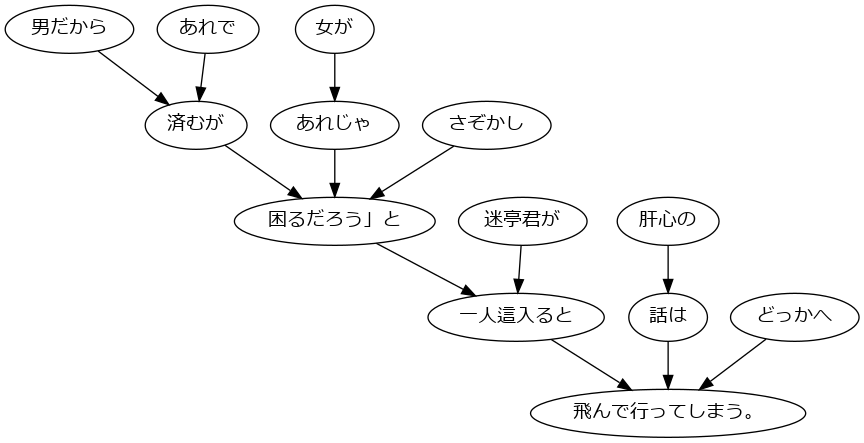 男だから
あれで
女が
済むが
あれじゃ
さぞかし
困るだろう」と
迷亭君が
肝心の
一人這入ると
話は
どっかへ
飛んで行ってしまう。